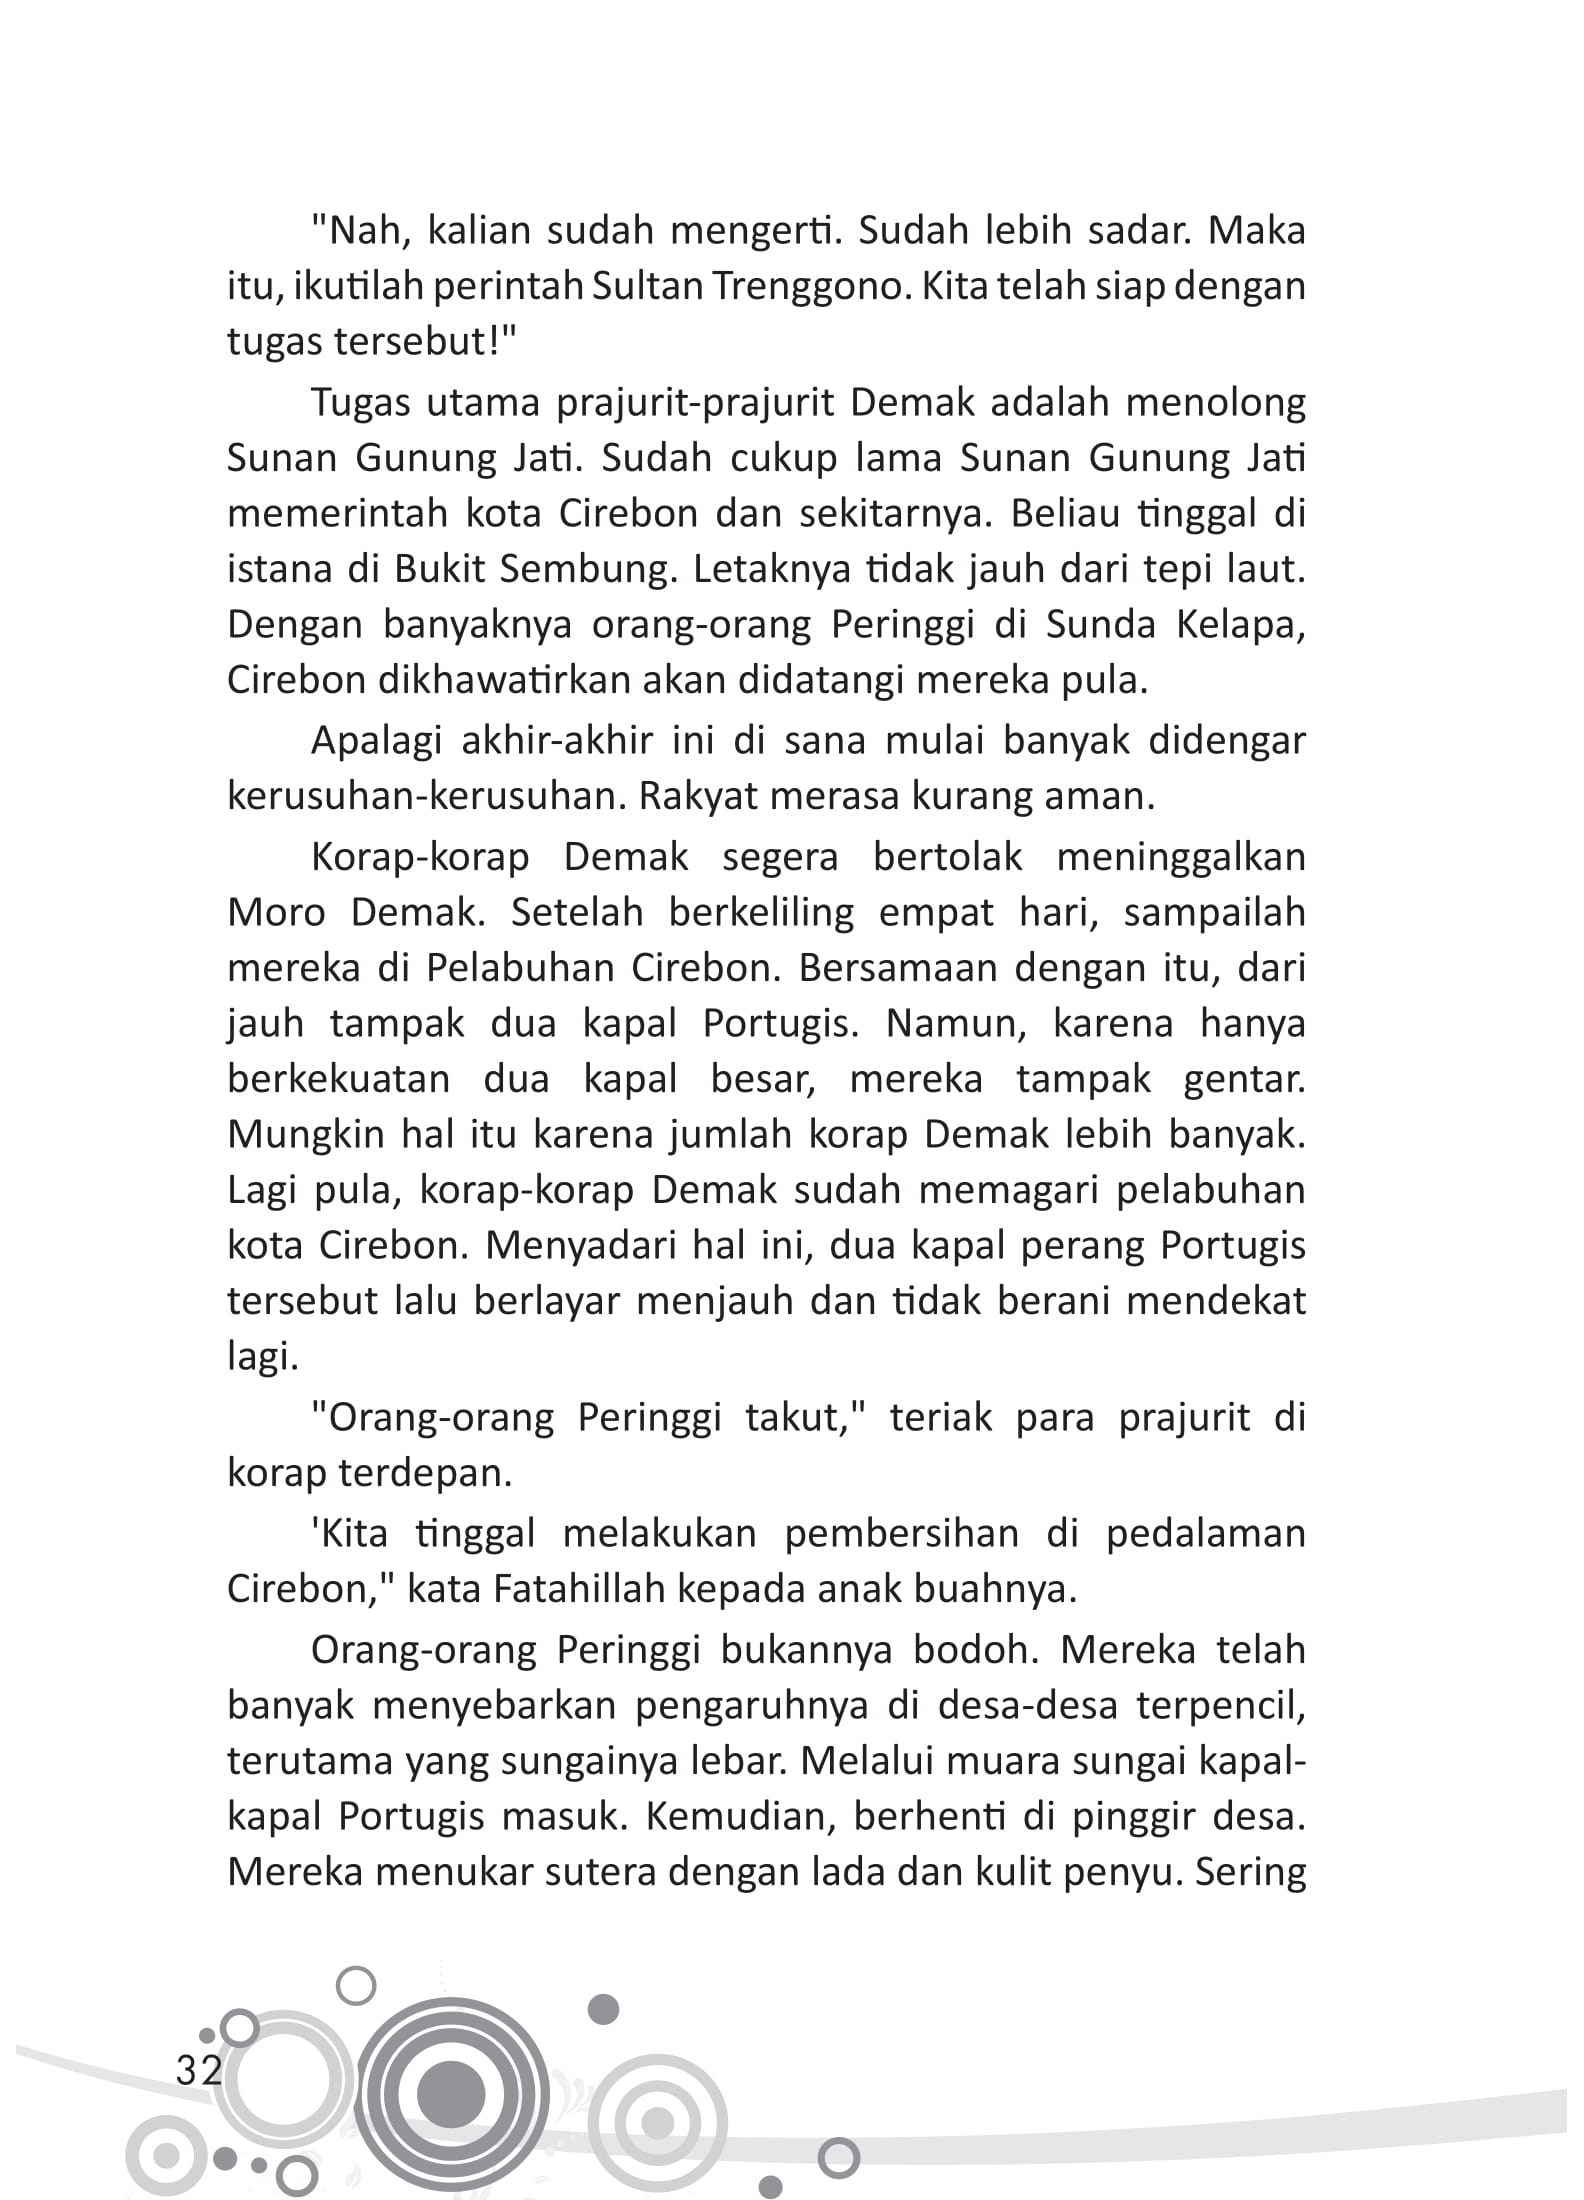 "Nah, kalian sudah mengerti. Sudah lebih sadar. Maka
itu, ikutilah perintah Sultan Trenggono. Kita telah siap dengan
tugas tersebut!"
Tugas utama prajurit-prajurit Demak adalah menolong
Sunan Gunung Jati. Sudah cukup lama Sunan Gunung Jati
memerintah kota Cirebon dan sekitarnya. Beliau tinggal di
istana di Bukit Sembung. Letaknya tidak jauh dari tepi laut.
Dengan banyaknya orang-orang Peringgi di Sunda Kelapa,
Cirebon dikhawatirkan akan didatangi mereka pula.
Apalagi akhir-akhir ini di sana mulai banyak didengar
kerusuhan-kerusuhan. Rakyat merasa kurang aman.
Korap-korap Demak segera bertolak meninggalkan
Moro Demak. Setelah berkeliling empat hari, sampailah
mereka di Pelabuhan Cirebon. Bersamaan dengan itu, dari
jauh tampak dua kapal Portugis. Namun, karena hanya
berkekuatan dua kapal besar, mereka tampak gentar.
Mungkin hal itu karena jumlah korap Demak lebih banyak.
Lagi pula, korap-korap Demak sudah memagari pelabuhan
kota Cirebon. Menyadari hal ini, dua kapal perang Portugis
tersebut lalu berlayar menjauh dan tidak berani mendekat
lagi.
"Orang-orang Peringgi takut," teriak para prajurit di
korap terdepan.
'Kita tinggal melakukan pembersihan di pedalaman
Cirebon," kata Fatahillah kepada anak buahnya.
Orang-orang Peringgi bukannya bodoh. Mereka telah
banyak menyebarkan pengaruhnya di desa-desa terpencil,
terutama yang sungainya lebar. Melalui muara sungai kapal-
kapal Portugis masuk. Kemudian, berhenti di pinggir desa.
Mereka menukar sutera dengan lada dan kulit penyu. Sering
32